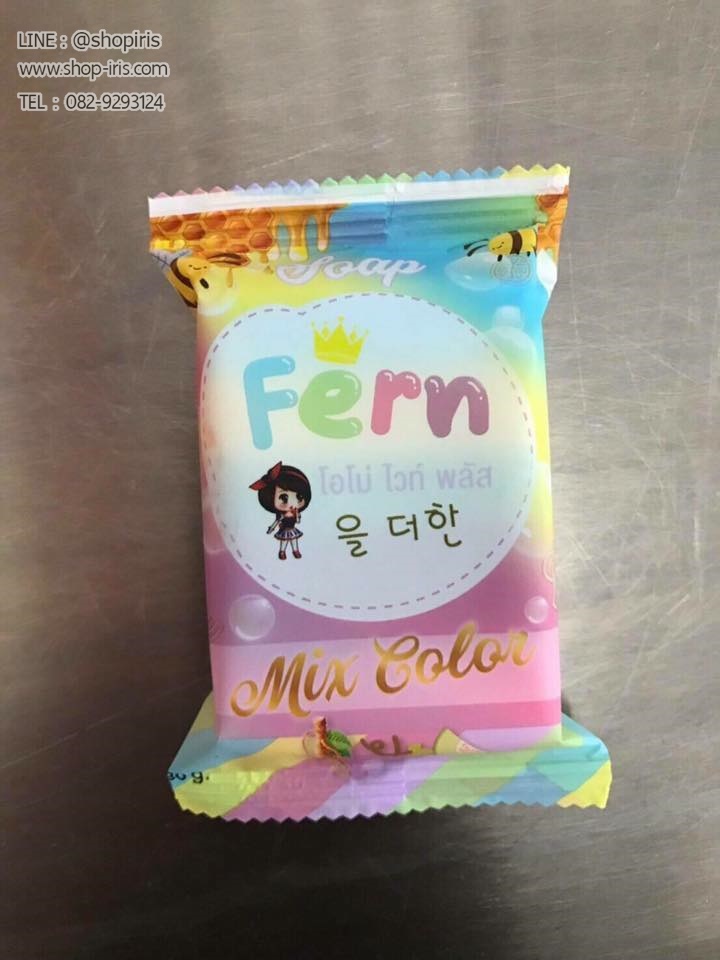 LINE : @shopiris
www.shop-iris.com
TEL : 082-9293124
Soap
Fern
โอโม่ ไวท์ พลัส
을 더한
Mix Color